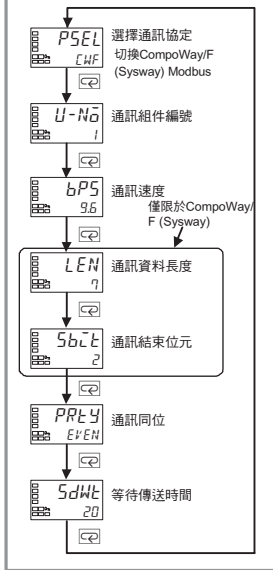 PSEL
CWF
選擇通訊協定
切換CompoWay/F
(Sysway) Modbus
U-No
1
通訊組件編號
bPS
9.6
通訊速度
僅限於CompoWay/
F (Sysway)
LEN
7
通訊資料長度
Sbit
2
通訊結束位元
PRtY
EVEN
通訊同位
SdWt
20
等待傳送時間